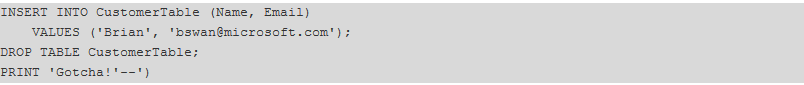 INSERT INTO CustomerTable (Name, Email)
    VALUES ('Brian', 'bswan@microsoft.com');
DROP TABLE CustomerTable;
PRINT 'Gotcha!'--')